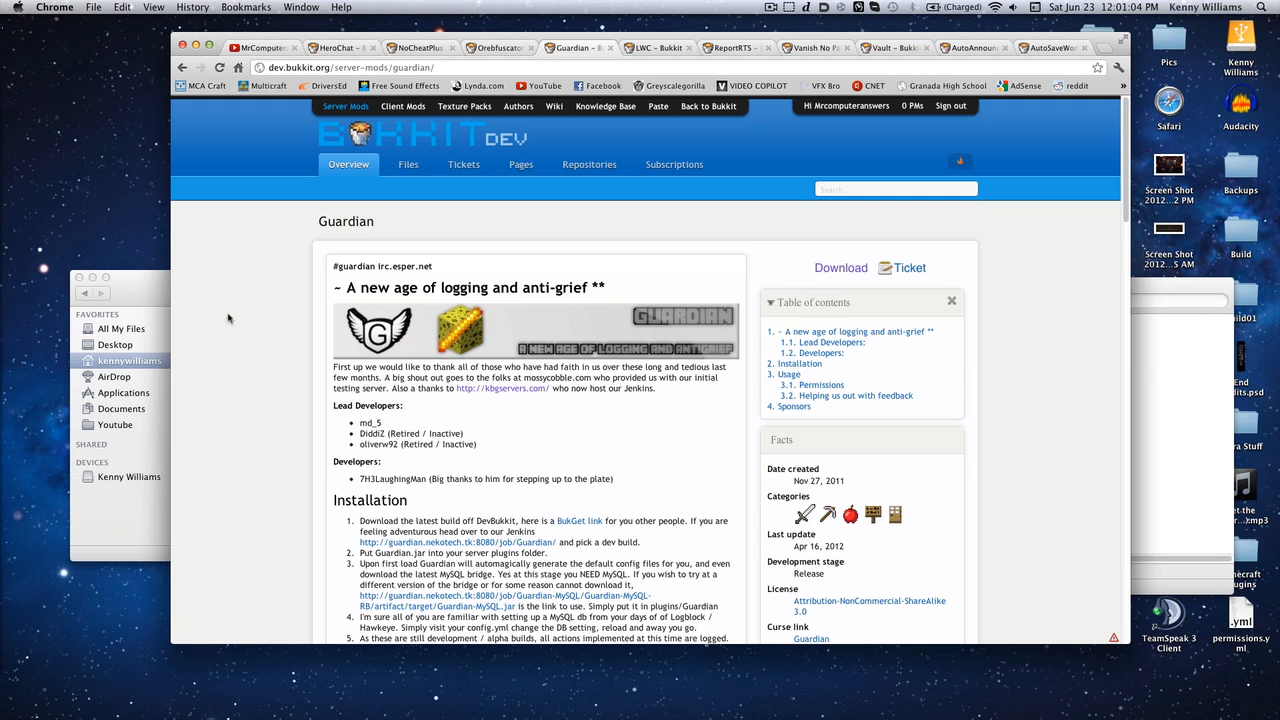 Chrome File Edit View History Bookmarks Window Help (Charged) Sat Jun 23 12:01:04 PM Kenny Williams
MrComputerA HeroChat - B NoCheatPlus Orebfuscator Guardian - B LWC - Bukkit ReportRTS - Vanish No Pa Vault - Bukki AutoAnnoun AutoSaveWor
dev.bukkit.org/server-mods/guardian/
MCA Craft Multicraft DriversEd Free Sound Effects Lynda.com YouTube Facebook Greyscalegorilla VIDEO COPILOT VFX Bro CNET Granada High School AdSense reddit »
Server Mods Client Mods Texture Packs Authors Wiki Knowledge Base Paste Back to Bukkit Hi Mrcomputeranswers 0 PMs Sign out
BUKKIT DEV
Overview Files Tickets Pages Repositories Subscriptions
Search...
Guardian
#guardian irc.esper.net
~ A new age of logging and anti-grief **
G
GUARDIAN
A NEW AGE OF LOGGING AND ANTIGRIEF
First up we would like to thank all of those who have had faith in us over these long and tedious last
few months. A big shout out goes to the folks at mossycobble.com who provided us with our initial
testing server. Also a thanks to http://kbgservers.com/ who now host our Jenkins.
Lead Developers:
• md_5
• DiddiZ (Retired / Inactive)
• oliverw92 (Retired / Inactive)
Developers:
• 7H3LaughingMan (Big thanks to him for stepping up to the plate)
Installation
1. Download the latest build off DevBukkit, here is a BukGet link for you other people. If you are
feeling adventurous head over to our Jenkins
http://guardian.nekotech.tk:8080/job/Guardian/ and pick a dev build.
2. Put Guardian.jar into your server plugins folder.
3. Upon first load Guardian will automatically generate the default config files for you, and even
download the latest MySQL bridge. Yes at this stage you NEED MySQL. If you wish to try at a
different version of the bridge or for some reason cannot download it,
http://guardian.nekotech.tk:8080/job/Guardian-MySQL/Guardian-MySQL-
RB/artifact/target/Guardian-MySQL.jar is the link to use. Simply put it in plugins/Guardian
4. I'm sure all of you are familiar with setting up a MySQL db from your days of Logblock /
Hawkeye. Simply visit your config.yml change the DB setting, reload and away you go.
5. As these are still development / alpha builds, all actions implemented at this time are logged.
Download Ticket
Table of contents
1. ~ A new age of logging and anti-grief **
1.1. Lead Developers:
1.2. Developers:
2. Installation
3. Usage
3.1. Permissions
3.2. Helping us out with feedback
4. Sponsors
Facts
Date created
Nov 27, 2011
Categories
Last update
Apr 16, 2012
Development stage
Release
License
Attribution-NonCommercial-ShareAlike
3.0
Curse link
Guardian
FAVORITES
All My Files
Desktop
kennywilliams
AirDrop
Applications
Documents
Youtube
SHARED
DEVICES
Kenny Williams
Pics
Kenny
Williams
Safari
Audacity
Screen Shot
2012...2 PM
Backups
Screen Shot
2012...5 AM
Build
TeamSpeak 3
Client
permissions.y
ml
.yml